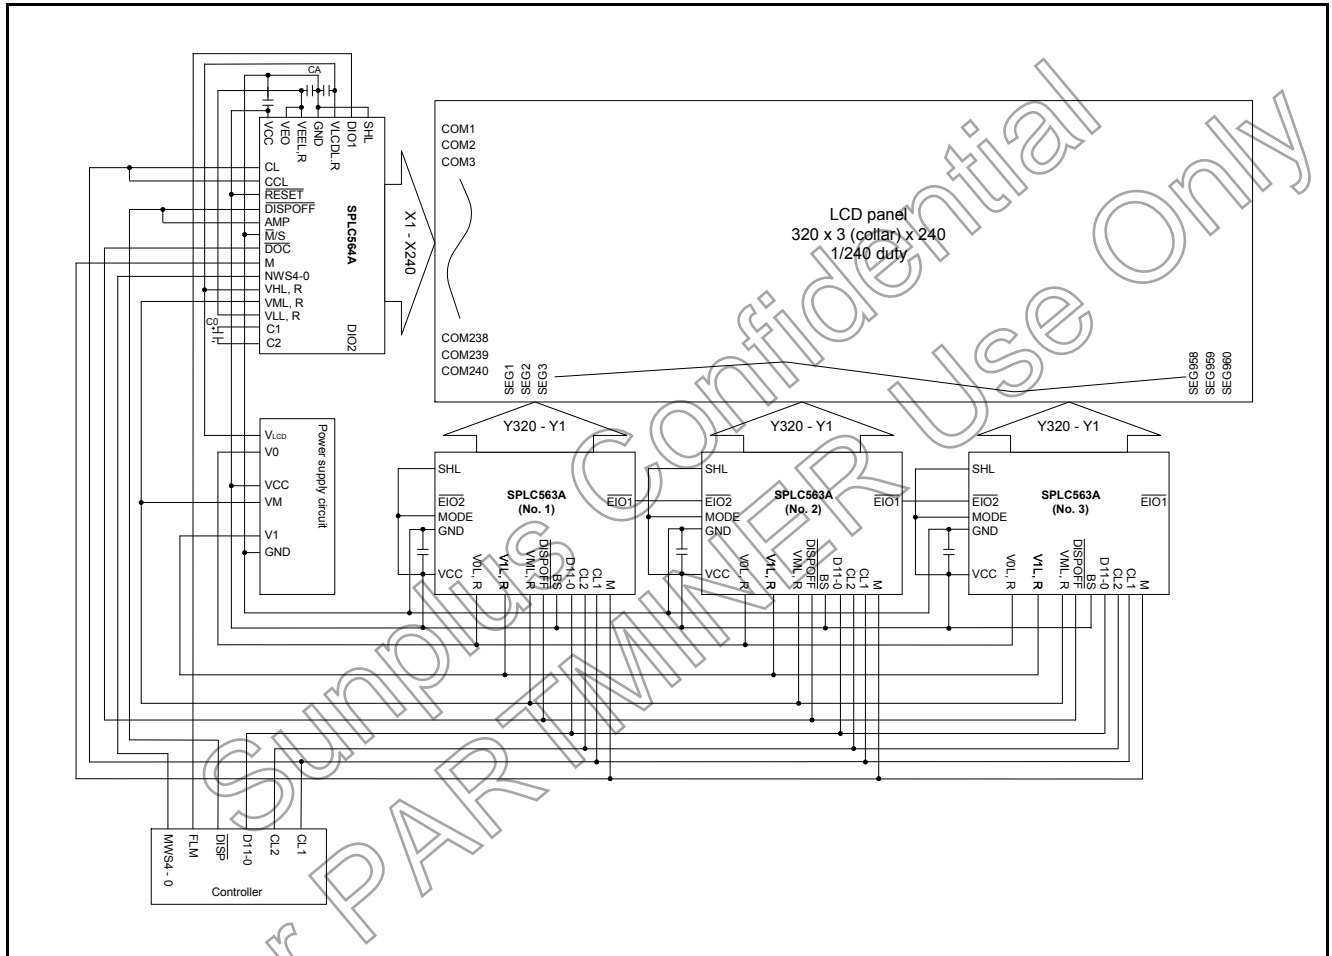 CA
VCC
VEO
VEEL,R
GND
VLCDL.R
DIO1
SHL
CL
CCL
RESET
DISPOFF
AMP
M/S
DOC
M
NWS4-0
VHL, R
VML, R
VLL, R
C1
C2
SPLC564A
DIO2
C0
+
-
X1 - X240
COM1
COM2
COM3
COM238
COM239
COM240
LCD panel
320 x 3 (collar) x 240
1/240 duty
SEG1
SEG2
SEG3
SEG958
SEG959
SEG960
VLCD
V0
VCC
VM
V1
GND
Power supply circuit
Y320 - Y1
Y320 - Y1
Y320 - Y1
SHL
EIO2
MODE
GND
VCC
SPLC563A
(No. 1)
EIO1
V0L, R
V1L, R
VML, R
DISPOFF
BS
D11-0
CL2
CL1
M
SHL
EIO2
MODE
GND
VCC
SPLC563A
(No. 2)
EIO1
V0L, R
V1L, R
VML, R
DISPOFF
BS
D11-0
CL2
CL1
M
SHL
EIO2
MODE
GND
VCC
SPLC563A
(No. 3)
EIO1
V0L, R
V1L, R
VML, R
DISPOFF
BS
D11-0
CL2
CL1
M
MWS4 - 0
FLM
DISP
D11-0
CL2
CL1
Controller
Sunplus Confidential
r PARTMINER Use Only